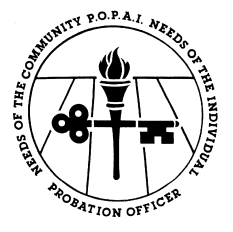 NEEDS OF THE COMMUNITY P.O.P.A.I. NEEDS OF THE INDIVIDUAL
PROBATION OFFICER